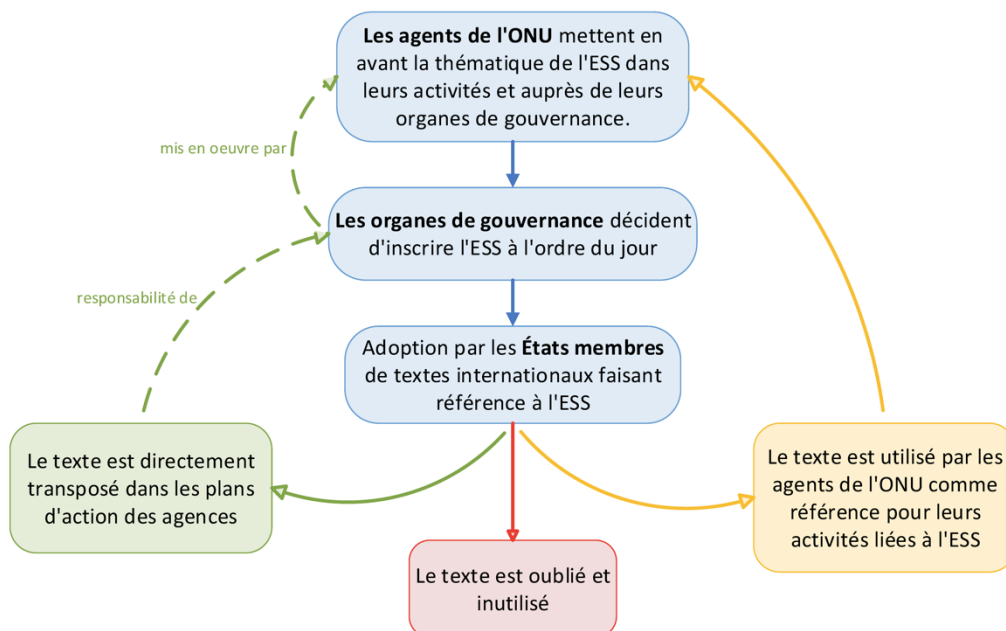 Les agents de l'ONU mettent en
avant la thématique de l'ESS dans
leurs activités et auprès de leurs
organes de gouvernance.
mis en oeuvre par
Les organes de gouvernance décident
d'inscrire l'ESS à l'ordre du jour
responsabilité de
Adoption par les États membres
de textes internationaux faisant
référence à l'ESS
Le texte est directement
transposé dans les plans
d'action des agences
Le texte est utilisé par les
agents de l'ONU comme
référence pour leurs
activités liées à l'ESS
Le texte est oublié et
inutilisé